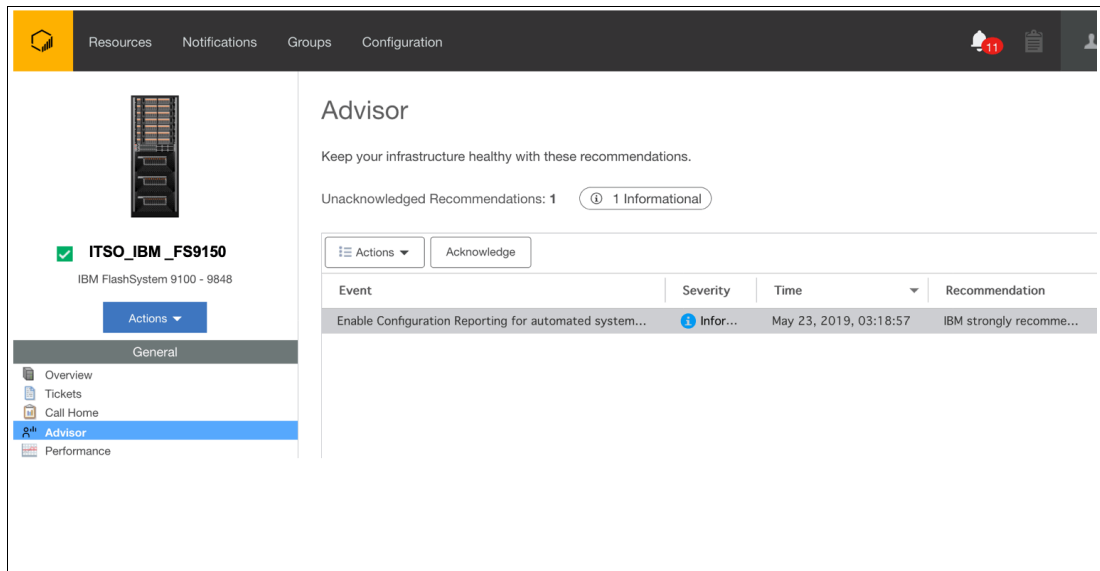 Resources Notifications Groups Configuration 11
Advisor
Keep your infrastructure healthy with these recommendations.
Unacknowledged Recommendations: 1 1 Informational
ITSO_IBM _FS9150
IBM FlashSystem 9100 - 9848
Actions
General
Overview
Tickets
Call Home
Advisor
Performance
Actions Acknowledge
Event Severity Time Recommendation
Enable Configuration Reporting for automated system... Infor... May 23, 2019, 03:18:57 IBM strongly recomme...